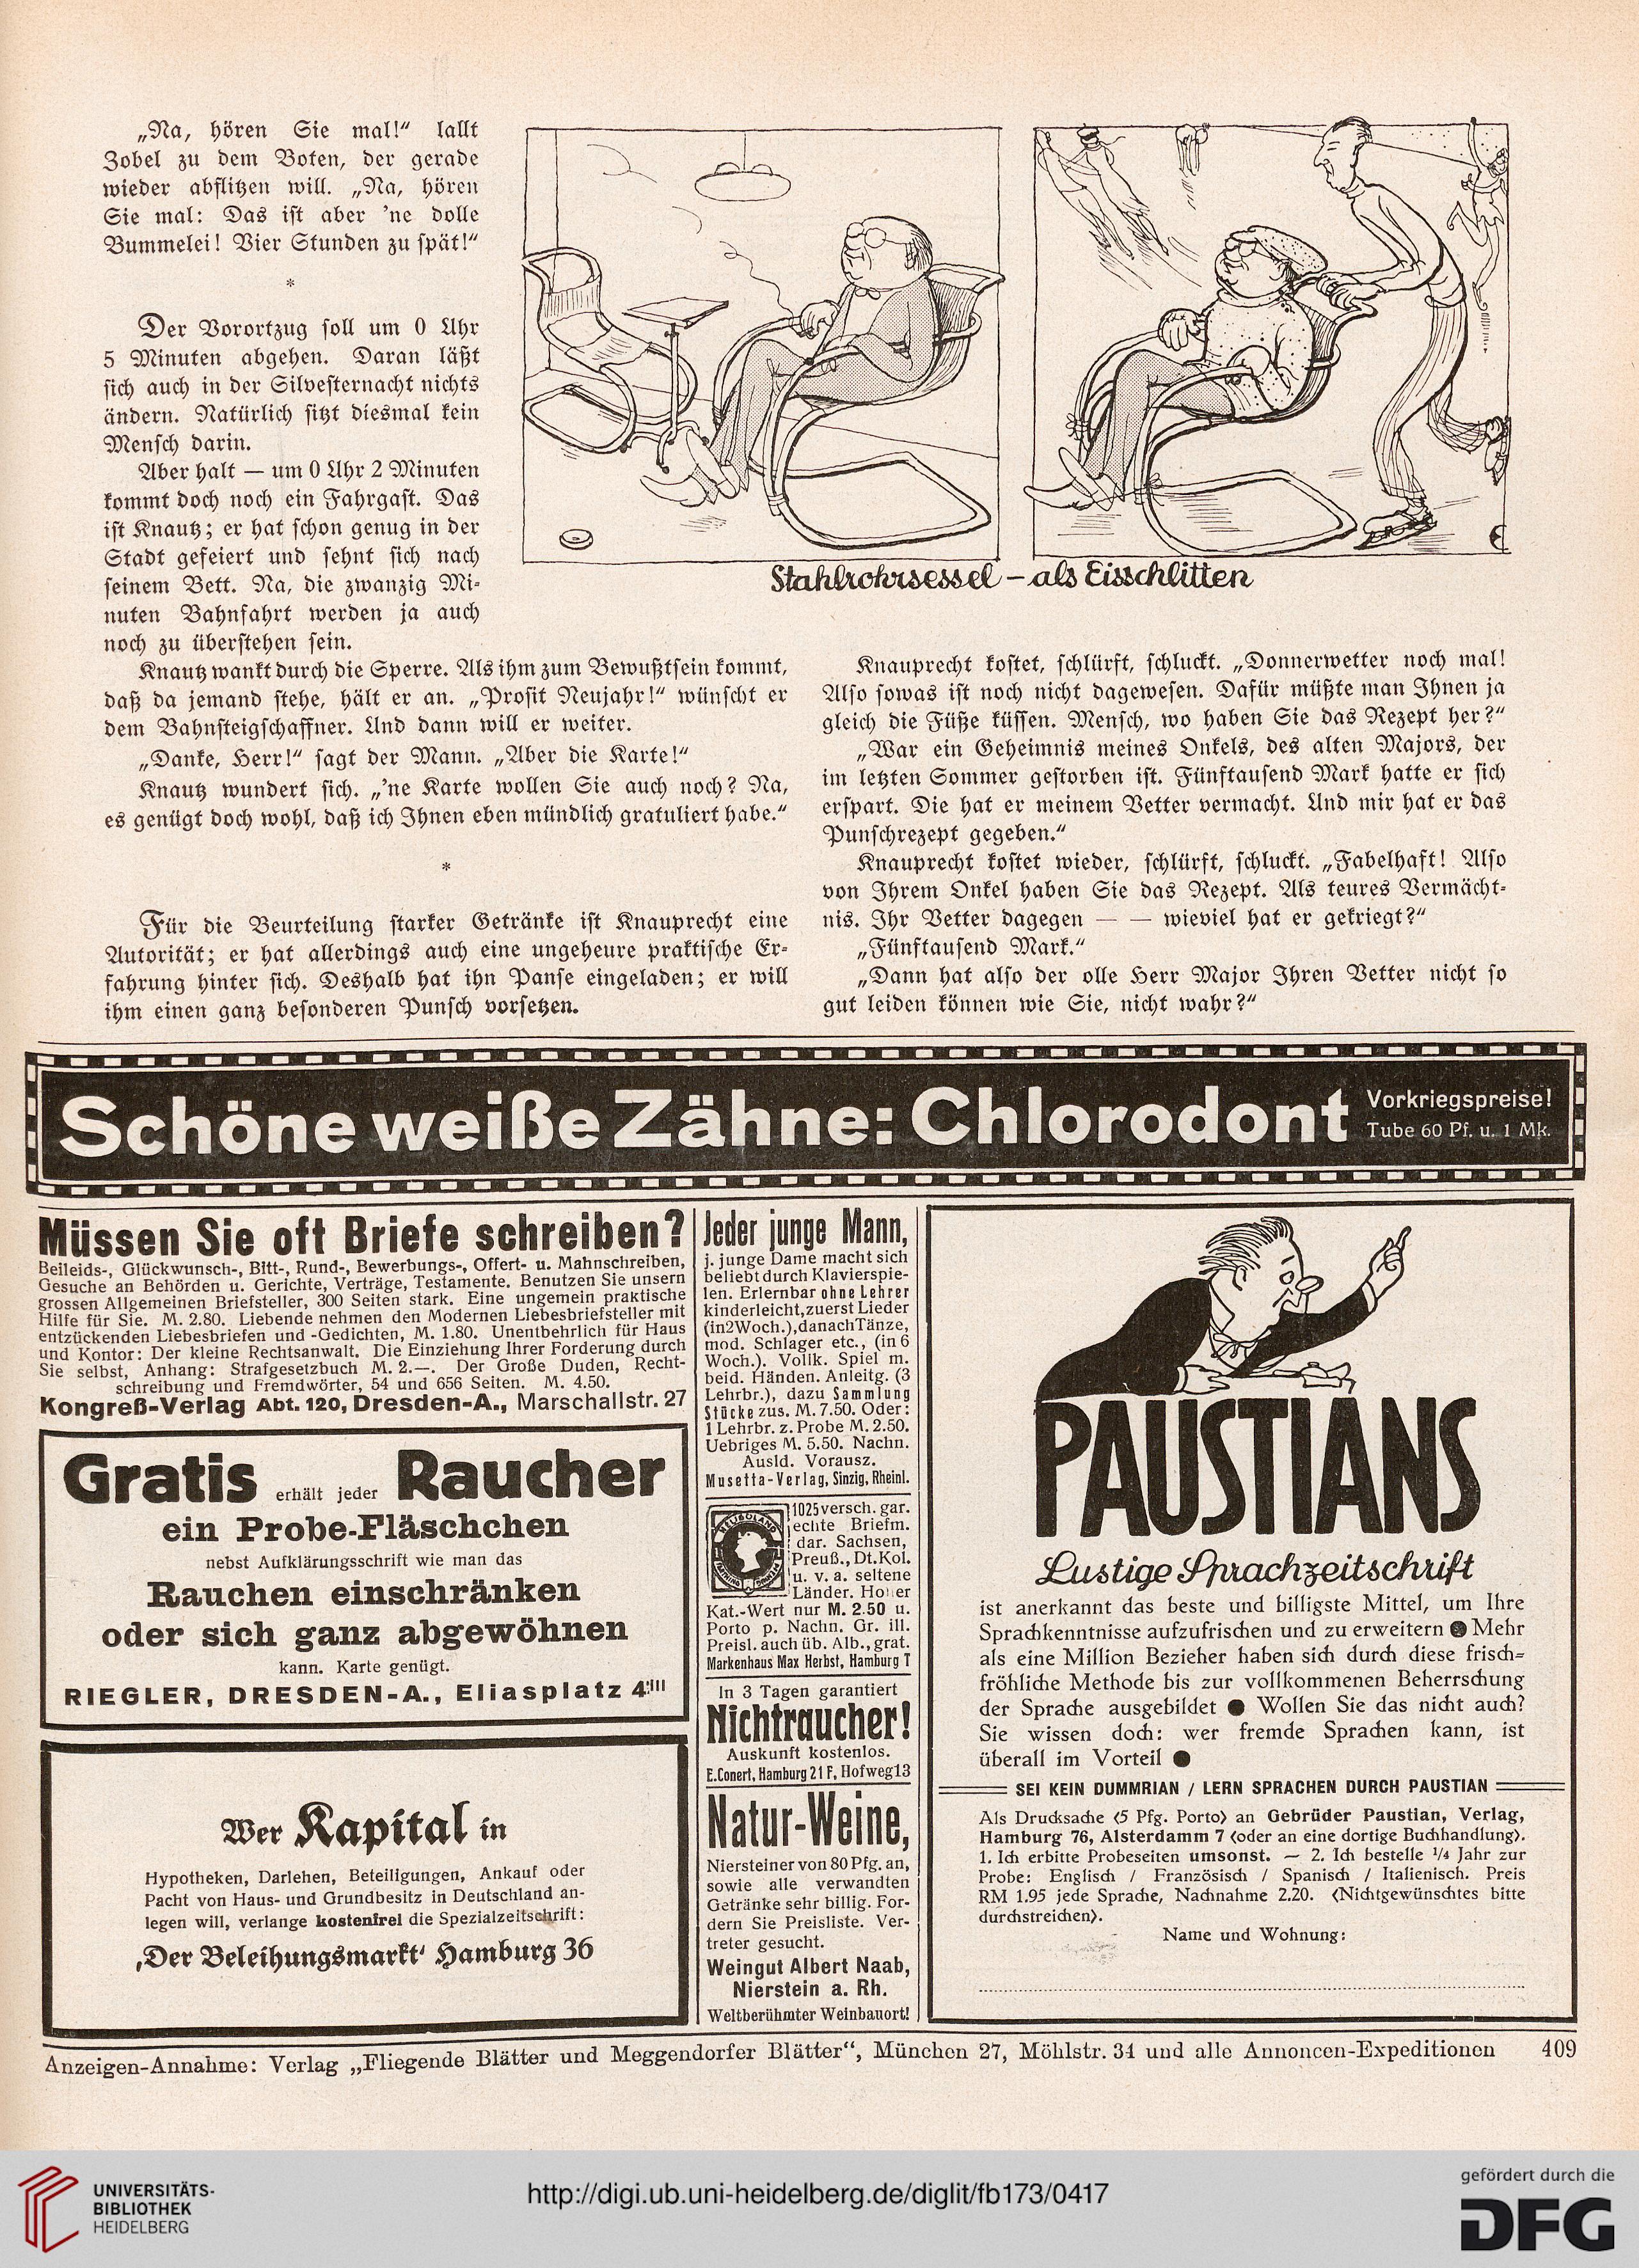 „Na, hören Sie mal!“ lallt
Zobel zu dem Boten, der gerade
wieder abflitzen will. „Na, hören
Sie mal: Das ist aber 'ne dolle
Bummelei! Vier Stunden zu spät!“
*
Der Vorortzug soll um 0 Uhr
5 Minuten abgehen. Daran läßt
sich auch in der Silvesternacht nichts
ändern. Natürlich sitzt diesmal kein
Mensch darin.
Aber halt — um 0 Uhr 2 Minuten
kommt doch noch ein Fahrgast. Das
ist Knautz; er hat schon genug in der
Stadt gefeiert und sehnt sich nach
seinem Bett. Na, die zwanzig Mi-
nuten Bahnfahrt werden ja auch
noch zu überstehen sein.
Knautz wankt durch die Sperre. Als ihm zum Bewußtsein kommt,
daß da jemand stehe, hält er an. „Prosit Neujahr!“ wünscht er
dem Bahnsteigschaffner. Und dann will er weiter.
„Danke, Herr!“ sagt der Mann. „Aber die Karte!“
Knautz wundert sich. „'ne Karte wollen Sie auch noch? Na,
es genügt doch wohl, daß ich Ihnen eben mündlich gratuliert habe.“
*
Für die Beurteilung starker Getränke ist Knauprecht eine
Autorität; er hat allerdings auch eine ungeheure praktische Er-
fahrung hinter sich. Deshalb hat ihn Panse eingeladen; er will
ihm einen ganz besonderen Punsch vorsetzen.
Stahlrohrsessel – als Eisschlitten
Knauprecht kostet, schlürft, schluckt. „Donnerwetter noch mal!
Also sowas ist noch nicht dagewesen. Dafür müßte man Ihnen ja
gleich die Füße küssen. Mensch, wo haben Sie das Rezept her?“
„War ein Geheimnis meines Onkels, des alten Majors, der
im letzten Sommer gestorben ist. Fünftausend Mark hatte er sich
erspart. Die hat er meinem Vetter vermacht. Und mir hat er das
Punschrezept gegeben.“
Knauprecht kostet wieder, schlürft, schluckt. „Fabelhaft! Also
von Ihrem Onkel haben Sie das Rezept. Als teures Vermächt-
nis. Ihr Vetter dagegen — — wieviel hat er gekriegt?“
„Fünftausend Mark.“
„Dann hat also der olle Herr Major Ihren Vetter nicht so
gut leiden können wie Sie, nicht wahr?“
Schöne weiße Zähne: Chlorodont
Vorkriegspreise!
Tube 60 Pf. u. 1 Mk.
Müssen Sie oft Briefe schreiben?
Beileids-, Glückwunsch-, Bitt-, Rund-, Bewerbungs-, Offert- u. Mahnschreiben,
Gesuche an Behörden u. Gerichte, Verträge, Testamente. Benutzen Sie unsern
grossen Allgemeinen Briefsteller, 300 Seiten stark. Eine ungemein praktische
Hilfe für Sie. M. 2.80. Liebende nehmen den Modernen Liebesbriefsteller mit
entzückenden Liebesbriefen und -Gedichten, M. 1.80. Unentbehrlich für Haus
und Kontor: Der kleine Rechtsanwalt. Die Einziehung Ihrer Forderung durch
Sie selbst, Anhang: Strafgesetzbuch M. 2.—. Der Große Duden, Recht-
schreibung und Fremdwörter, 54 und 656 Seiten. M. 4.50.
Kongreß-Verlag Abt. 120, Dresden-A., Marschallstr. 27
Gratis erhält jeder Raucher
ein Probe-Fläschchen
nebst Aufklärungsschrift wie man das
Rauchen einschränken
oder sich ganz abgewöhnen
kann. Karte genügt.
RIEGLER, DRESDEN-A., Eliasplatz 4III
Wer Kapital in
Hypotheken, Darlehen, Beteiligungen, Ankauf oder
Pacht von Haus- und Grundbesitz in Deutschland an-
legen will, verlange kostenfrei die Spezialzeitschrift:
‚Der Beleihungsmarkt‘ Hamburg 36
Jeder junge Mann,
j. junge Dame macht sich
beliebt durch Klavierspie-
len. Erlernbar ohne Lehrer
kinderleicht, zuerst Lieder
(in2Woch.), danach Tänze,
mod. Schlager etc., (in 6
Woch.). Vollk. Spiel m.
beid. Händen. Anleitg. (3
Lehrbr.), dazu Sammlung
Stücke zus. M. 7.50. Oder:
1 Lehrbr. z. Probe M. 2.50.
Uebriges M. 5.50. Nachn.
Ausld. Vorausz.
Musetta-Verlag, Sinzig, Rheinl.
HELIGOLAND
1025 versch. gar.
echte Briefm.
dar. Sachsen,
Preuß., Dt. Kol.
u. v. a. seltene
Länder. Hoher
Kat.-Wert nur M. 2.50 u.
Porto p. Nachn. Gr. ill.
Preisl. auch üb. Alb., grat.
Markenhaus Max Herbst, Hamburg T
In 3 Tagen garantiert
Nichtraucher!
Auskunft kostenlos.
E. Conert, Hamburg 21 F, Hofweg 13
Natur-Weine,
Niersteiner von 80 Pfg. an,
sowie alle verwandten
Getränke sehr billig. For-
dern Sie Preisliste. Ver-
treter gesucht.
Weingut Albert Naab,
Nierstein a. Rh.
Weltberühmter Weinbauort!
PAUSTIANS
Lustige Sprachzeitschrift
ist anerkannt das beste und billigste Mittel, um Ihre
Sprachkenntnisse aufzufrischen und zu erweitern ● Mehr
als eine Million Bezieher haben sich durch diese frisch-
fröhliche Methode bis zur vollkommenen Beherrschung
der Sprache ausgebildet ● Wollen Sie das nicht auch?
Sie wissen doch: wer fremde Sprachen kann, ist
überall im Vorteil ●
SEI KEIN DUMMRIAN / LERN SPRACHEN DURCH PAUSTIAN
Als Drucksache (5 Pfg. Porto) an Gebrüder Paustian, Verlag,
Hamburg 76, Alsterdamm 7 (oder an eine dortige Buchhandlung).
1. Ich erbitte Probeseiten umsonst. — 2. Ich bestelle 1/4 Jahr zur
Probe: Englisch / Französisch / Spanisch / Italienisch. Preis
RM 1.95 jede Sprache, Nachnahme 2.20. (Nichtgewünschtes bitte
durchstreichen).
Name und Wohnung:
Anzeigen-Annahme: Verlag „Fliegende Blätter und Meggendorfer Blätter“, München 27, Möhlstr. 34 und alle Annoncen-Expeditionen 409
UNIVERSITÄTS-
BIBLIOTHEK
HEIDELBERG
http://digi.ub.uni-heidelberg.de/diglit/fb173/0417
gefördert durch die
DFG